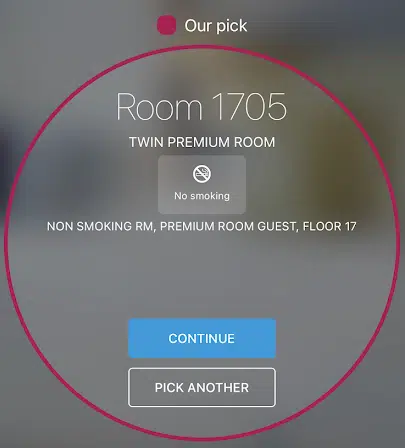 Our pick
Room 1705
TWIN PREMIUM ROOM
No smoking
NON SMOKING RM, PREMIUM ROOM GUEST, FLOOR 17
CONTINUE
PICK ANOTHER